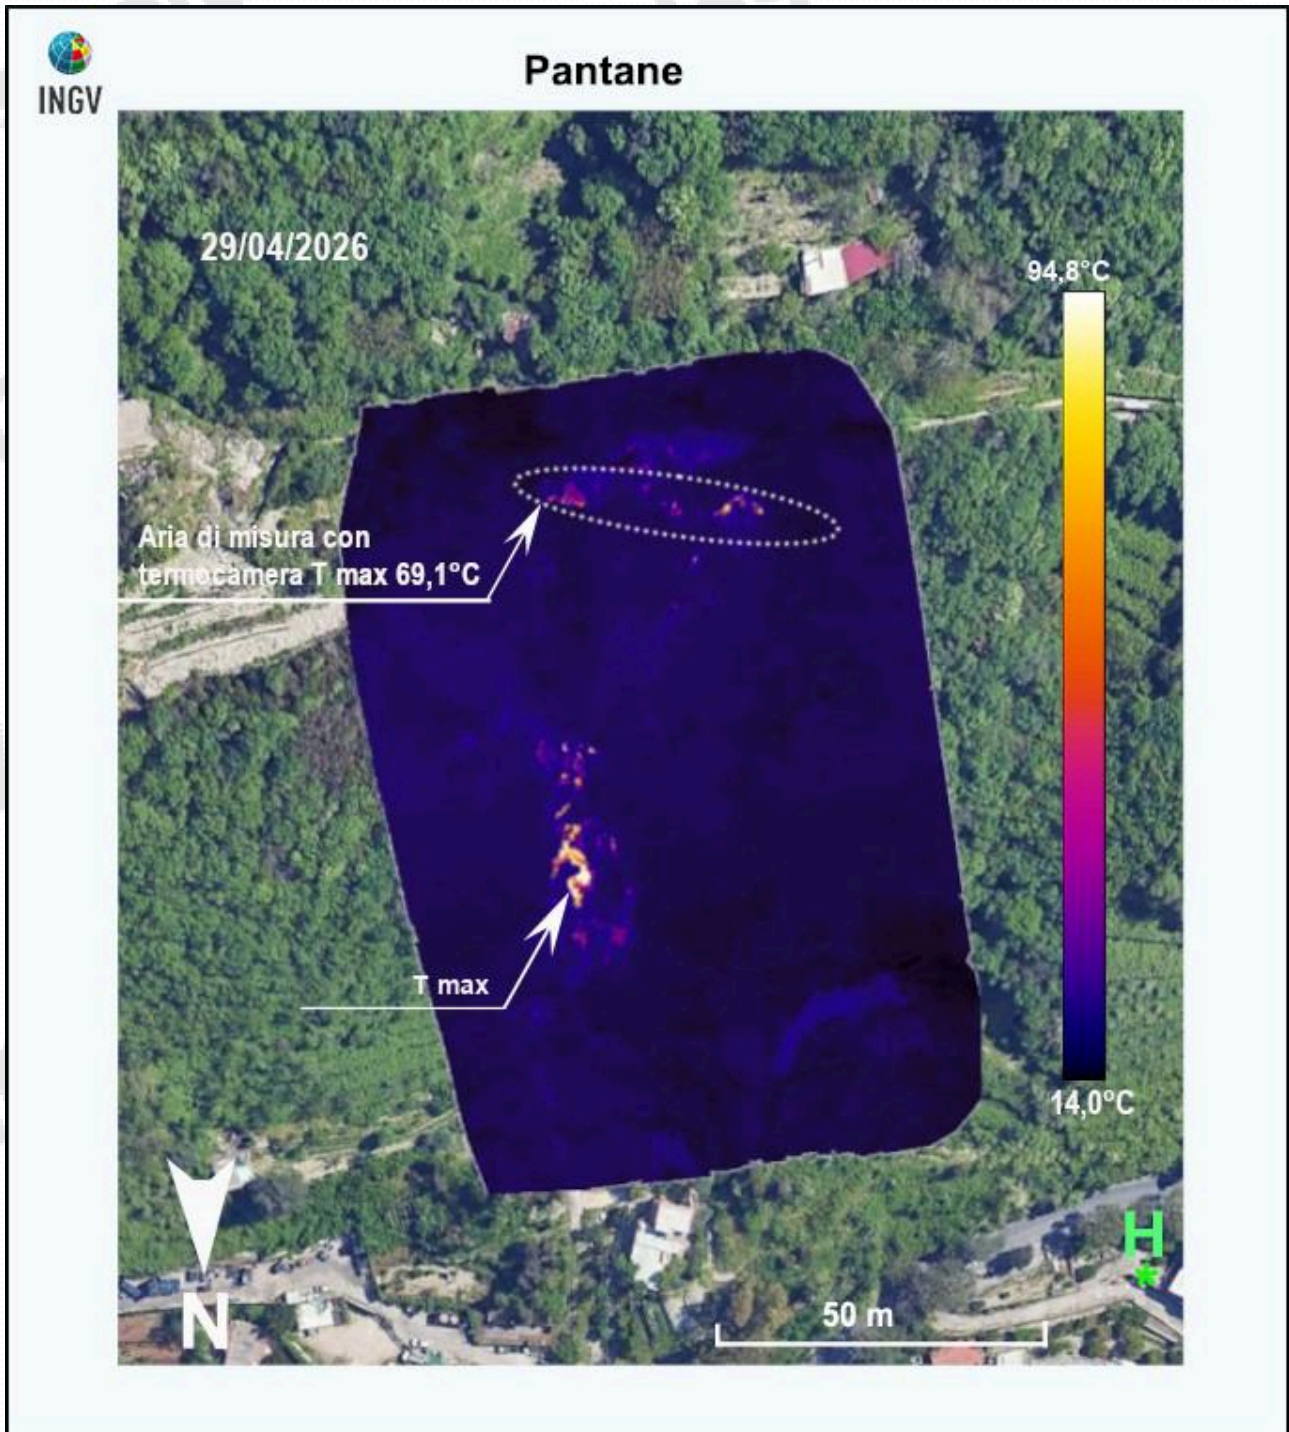 INGV
Pantane
29/04/2026
94,8°C
Aria di misura con
termocamera T max 69,1°C
T max
14,0°C
H
*
N
50 m